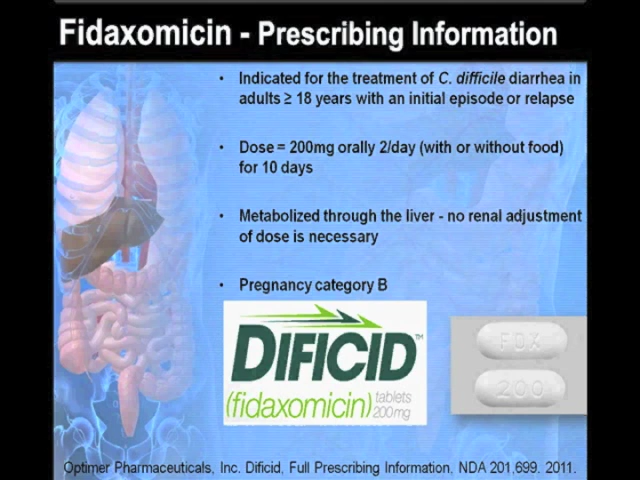 Fidaxomicin - Prescribing Information
• Indicated for the treatment of C. difficile diarrhea in
adults ≥ 18 years with an initial episode or relapse
• Dose = 200mg orally 2/day (with or without food)
for 10 days
• Metabolized through the liver - no renal adjustment
of dose is necessary
• Pregnancy category B
DIFICID™
(fidaxomicin) tablets
200mg
FDX
200
Optimer Pharmaceuticals, Inc. Dificid, Full Prescribing Information. NDA 201,699. 2011.